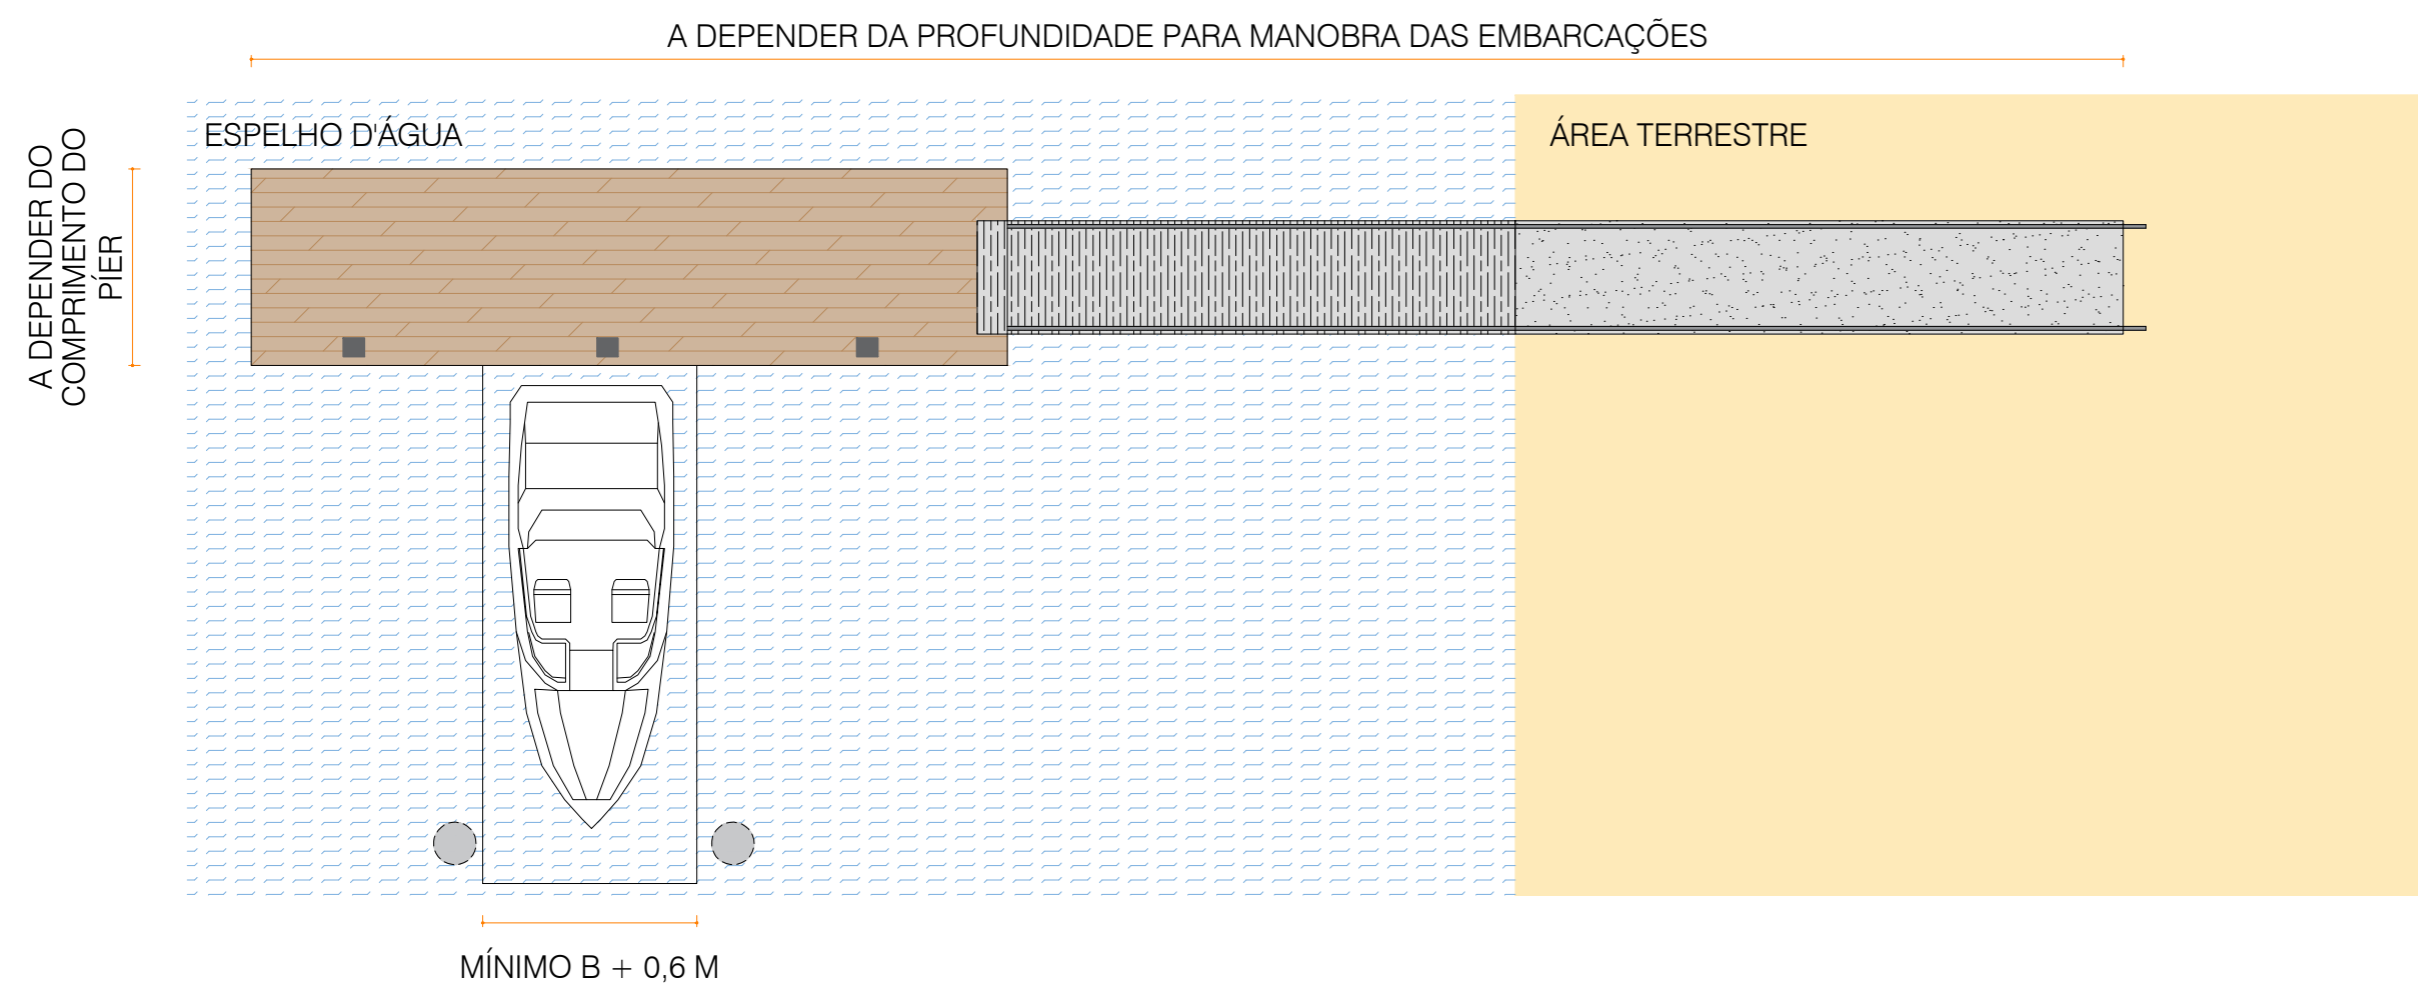 A DEPENDER DA PROFUNDIDADE PARA MANOBRA DAS EMBARCAÇÕES
ESPELHO D'ÁGUA
ÁREA TERRESTRE
A DEPENDER DO
COMPRIMENTO DO
PÍER
MÍNIMO B + 0,6 M